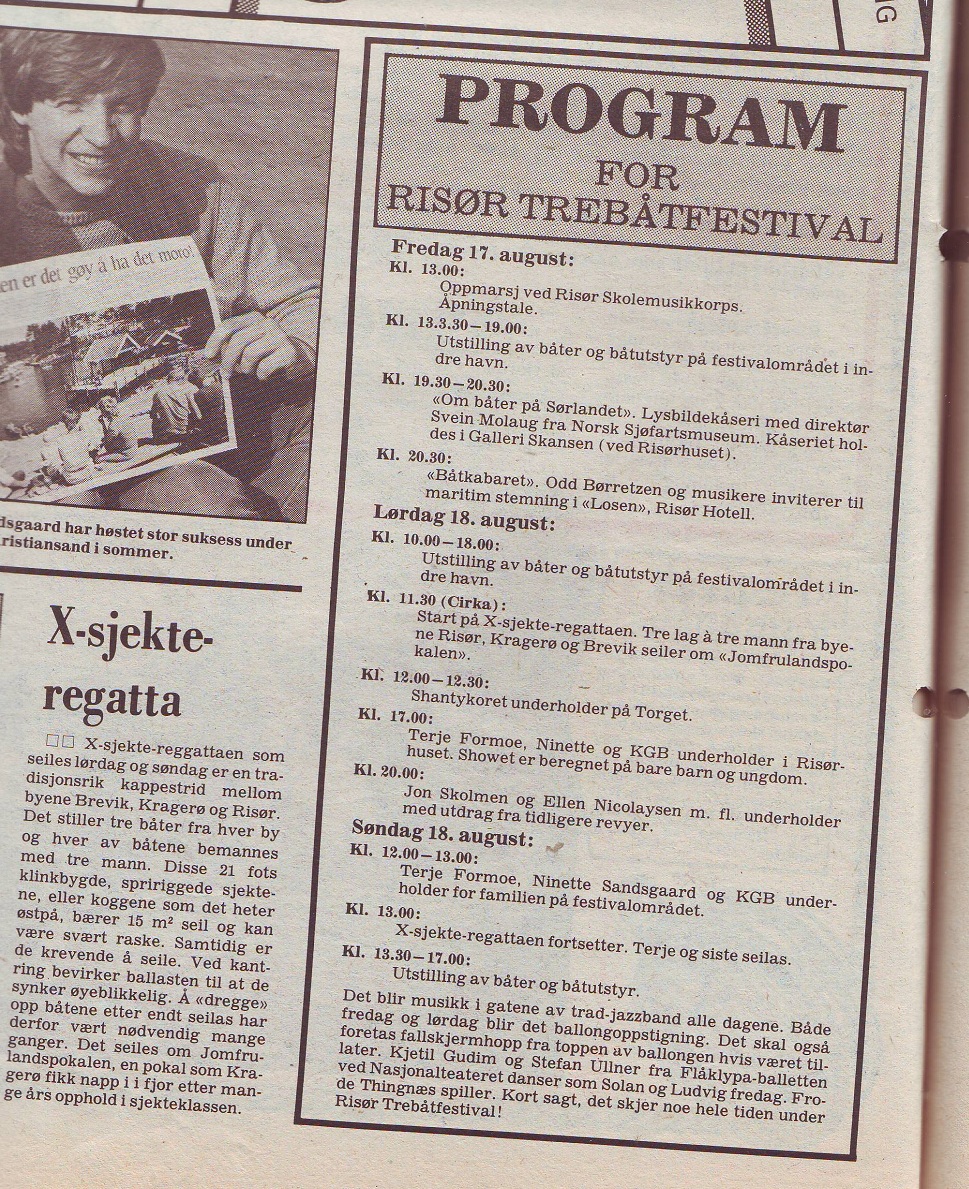 NG
en er det gøy å ha det moro!
dsgaard har høstet stor suksess under
ristiansand i sommer.
X-sjekte-
regatta
□□ X-sjekte-reggattaen som
seiles lørdag og søndag er en tra-
disjonsrik kappestrid mellom
byene Brevik, Kragerø og Risør.
Det stiller tre båter fra hver by
og hver av båtene bemannes
med tre mann. Disse 21 fots
klinkbygde, spririggede sjekte-
ne, eller koggene som det heter
østpå, bærer 15 m² seil og kan
være svært raske. Samtidig er
de krevende å seile. Ved kant-
ring bevirker ballasten til at de
synker øyeblikkelig. Å «dregge»
opp båtene etter endt seilas har
derfor vært nødvendig mange
ganger. Det seiles om Jomfru-
landspokalen, en pokal som Kra-
gerø fikk napp i i fjor etter man-
ge års opphold i sjekteklassen.
PROGRAM
FOR
RISØR TREBÅTFESTIVAL
Fredag 17. august:
Kl. 13.00:
Oppmarsj ved Risør Skolemusikkorps.
Åpningstale.
Kl. 13.3.30–19.00:
Utstilling av båter og båtutstyr på festivalområdet i in-
dre havn.
Kl. 19.30–20.30:
«Om båter på Sørlandet». Lysbildekåseri med direktør
Svein Molaug fra Norsk Sjøfartsmuseum. Kåseriet hol-
des i Galleri Skansen (ved Risørhuset).
Kl. 20.30:
«Båtkabaret». Odd Børretzen og musikere inviterer til
maritim stemning i «Losen», Risør Hotell.
Lørdag 18. august:
Kl. 10.00–18.00:
Utstilling av båter og båtutstyr på festivalområdet i in-
dre havn.
Kl. 11.30 (Cirka):
Start på X-sjekte-regattaen. Tre lag à tre mann fra bye-
ne Risør, Kragerø og Brevik seiler om «Jomfrulandspo-
kalen».
Kl. 12.00–12.30:
Shantykoret underholder på Torget.
Kl. 17.00:
Terje Formoe, Ninette og KGB underholder i Risør-
huset. Showet er beregnet på bare barn og ungdom.
Kl. 20.00:
Jon Skolmen og Ellen Nicolaysen m. fl. underholder
med utdrag fra tidligere revyer.
Søndag 18. august:
Kl. 12.00–13.00:
Terje Formoe, Ninette Sandsgaard og KGB under-
holder for familien på festivalområdet.
Kl. 13.00:
X-sjekte-regattaen fortsetter. Terje og siste seilas.
Kl. 13.30–17.00:
Utstilling av båter og båtutstyr.
Det blir musikk i gatene av trad-jazzband alle dagene. Både
fredag og lørdag blir det ballongoppstigning. Det skal også
foretas fallskjermhopp fra toppen av ballongen hvis været til-
later. Kjetil Gudim og Stefan Ullner fra Flåklypa-balletten
ved Nasjonalteateret danser som Solan og Ludvig fredag. Fro-
de Thingnæs spiller. Kort sagt, det skjer noe hele tiden under
Risør Trebåtfestival!